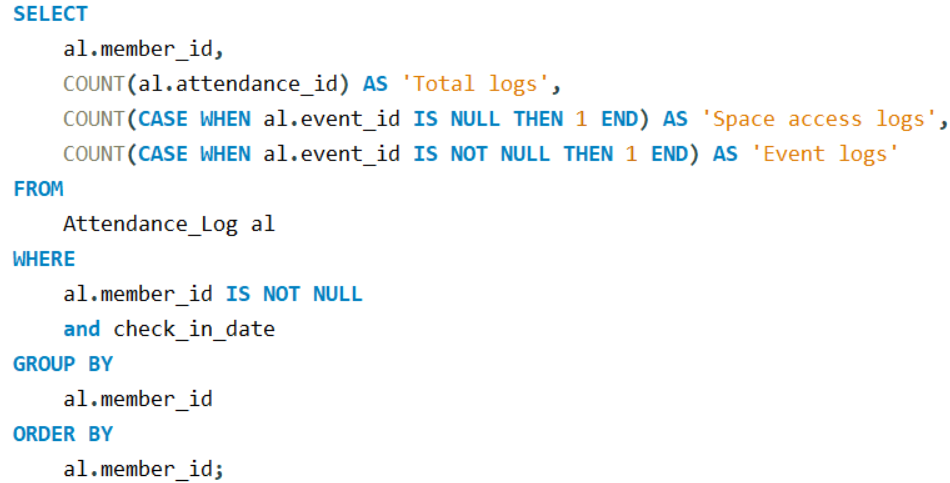 SELECT
    al.member_id,
    COUNT(al.attendance_id) AS 'Total logs',
    COUNT(CASE WHEN al.event_id IS NULL THEN 1 END) AS 'Space access logs',
    COUNT(CASE WHEN al.event_id IS NOT NULL THEN 1 END) AS 'Event logs'
FROM
    Attendance_Log al
WHERE
    al.member_id IS NOT NULL
    and check_in_date
GROUP BY
    al.member_id
ORDER BY
    al.member_id;